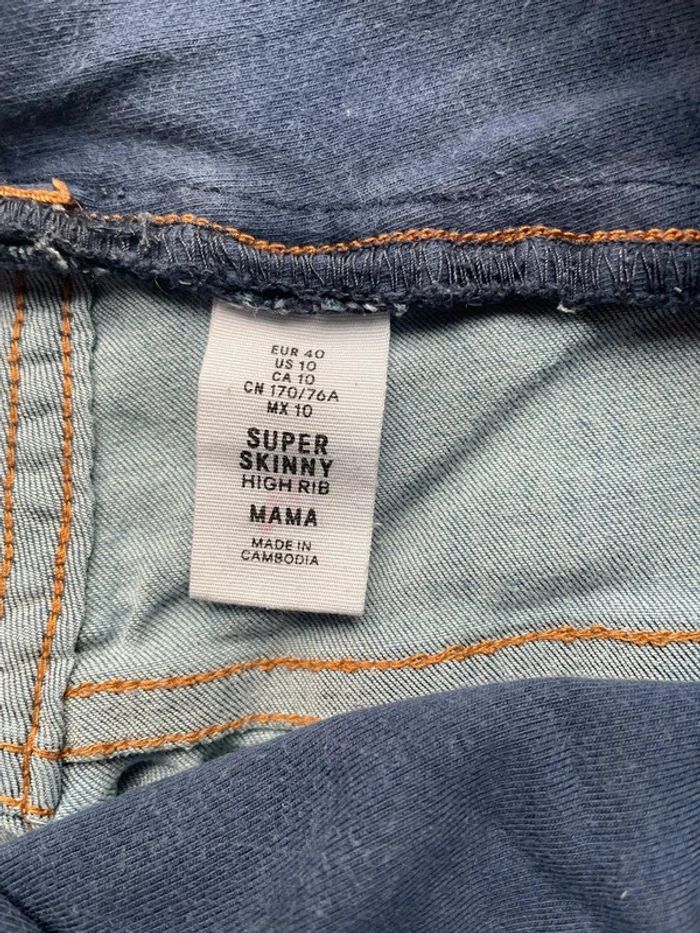 EUR 40
US 10
CA 10
CN 170/76A
MX 10
SUPER
SKINNY
HIGH RIB
MAMA
MADE IN
CAMBODIA